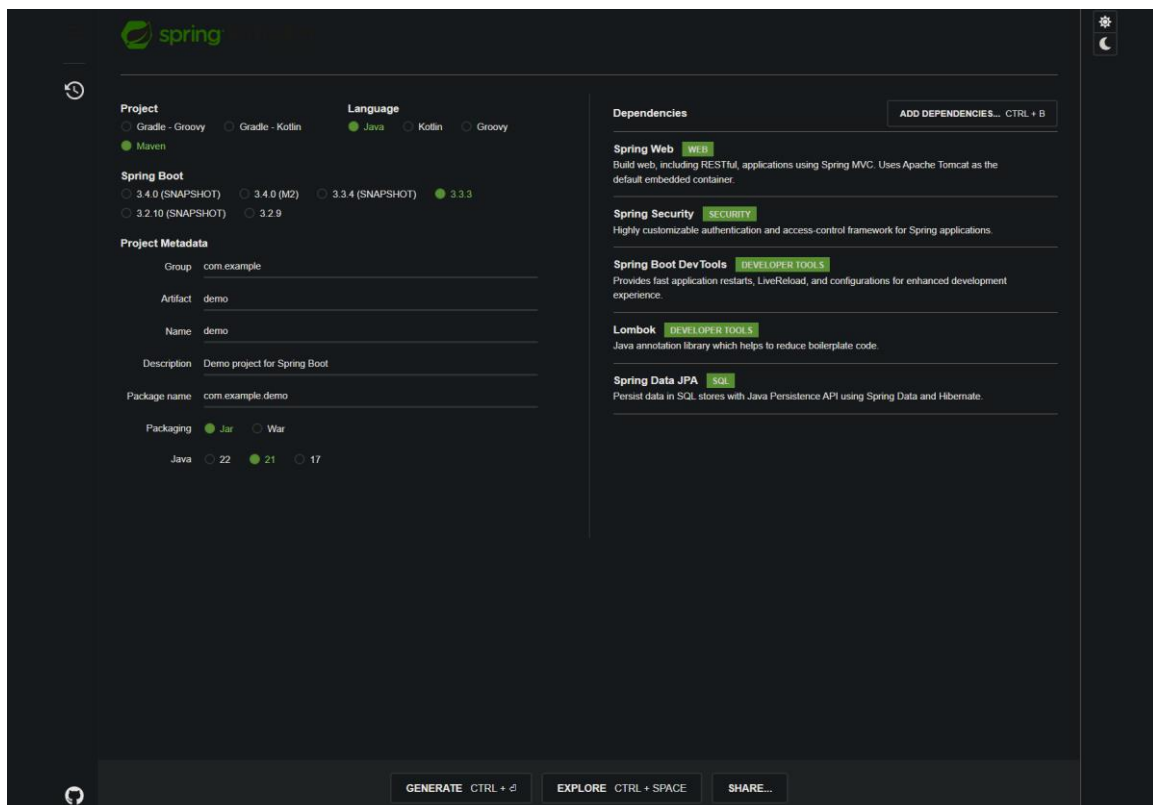 spring
Project
Language
Gradle - Groovy Gradle - Kotlin
Java Kotlin Groovy
Maven
Spring Boot
3.4.0 (SNAPSHOT) 3.4.0 (M2) 3.3.4 (SNAPSHOT) 3.3.3
3.2.10 (SNAPSHOT) 3.2.9
Project Metadata
Group com.example
Artifact demo
Name demo
Description Demo project for Spring Boot
Package name com.example.demo
Packaging Jar War
Java 22 21 17
Dependencies
ADD DEPENDENCIES... CTRL + B
Spring Web WEB
Build web, including RESTful, applications using Spring MVC. Uses Apache Tomcat as the
default embedded container.
Spring Security SECURITY
Highly customizable authentication and access-control framework for Spring applications.
Spring Boot DevTools DEVELOPER TOOLS
Provides fast application restarts, LiveReload, and configurations for enhanced development
experience.
Lombok DEVELOPER TOOLS
Java annotation library which helps to reduce boilerplate code.
Spring Data JPA SQL
Persist data in SQL stores with Java Persistence API using Spring Data and Hibernate.
GENERATE CTRL + ⏎ EXPLORE CTRL + SPACE SHARE...